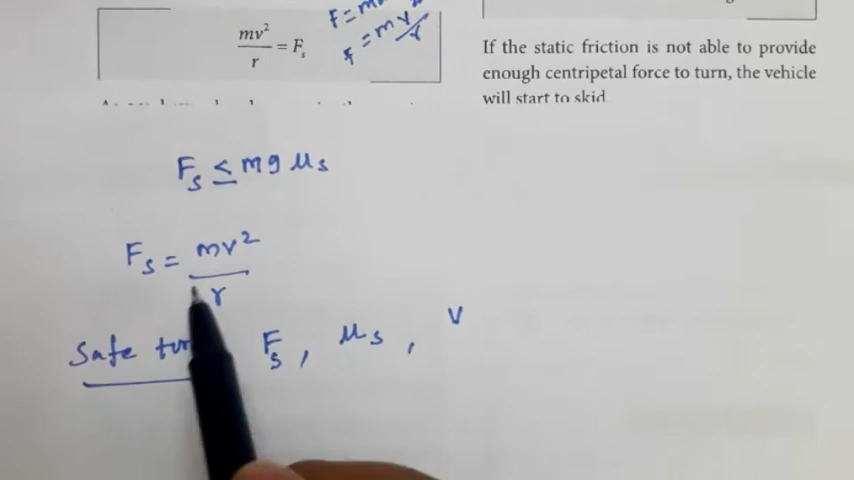 mv²/r = Fₛ
F = m
F = mv/r
If the static friction is not able to provide
enough centripetal force to turn, the vehicle
will start to skid
Fₛ ≤ mg μₛ
Fₛ = mv²/r
Safe Fₛ, μₛ, v